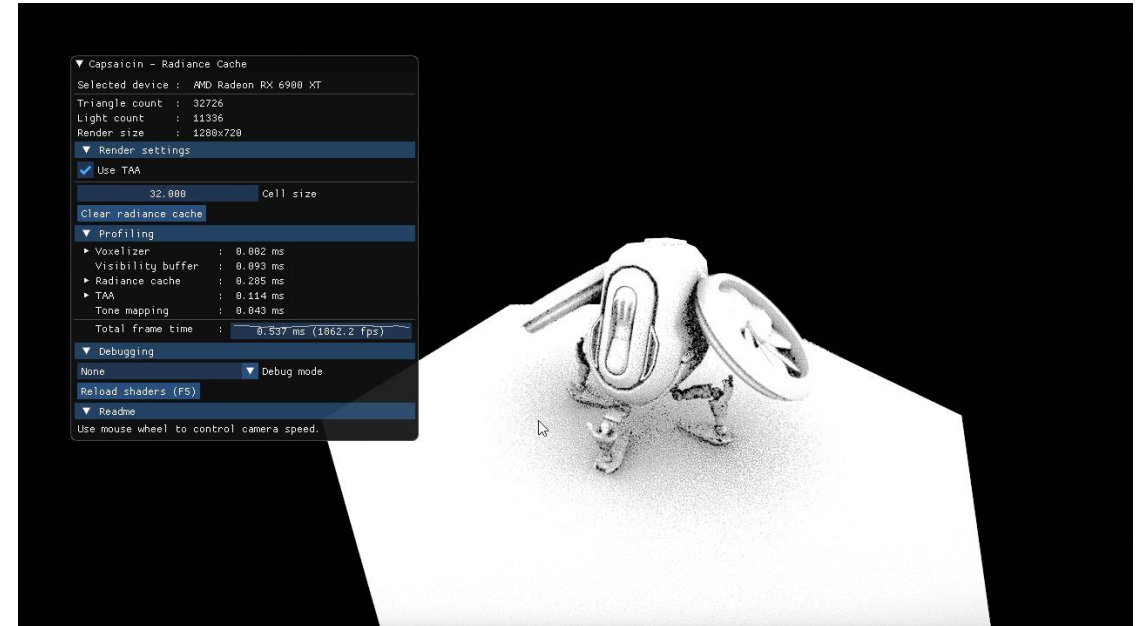 ▼ Capsaicin - Radiance Cache
Selected device : AMD Radeon RX 6900 XT
Triangle count : 32726
Light count : 11336
Render size : 1280x720
▼ Render settings
Use TAA
32.000 Cell size
Clear radiance cache
▼ Profiling
► Voxelizer : 0.002 ms
Visibility buffer : 0.093 ms
► Radiance cache : 0.285 ms
► TAA : 0.114 ms
Tone mapping : 0.043 ms
Total frame time : 0.537 ms (1862.2 fps)
▼ Debugging
None ▼ Debug mode
Reload shaders (F5)
▼ Readme
Use mouse wheel to control camera speed.